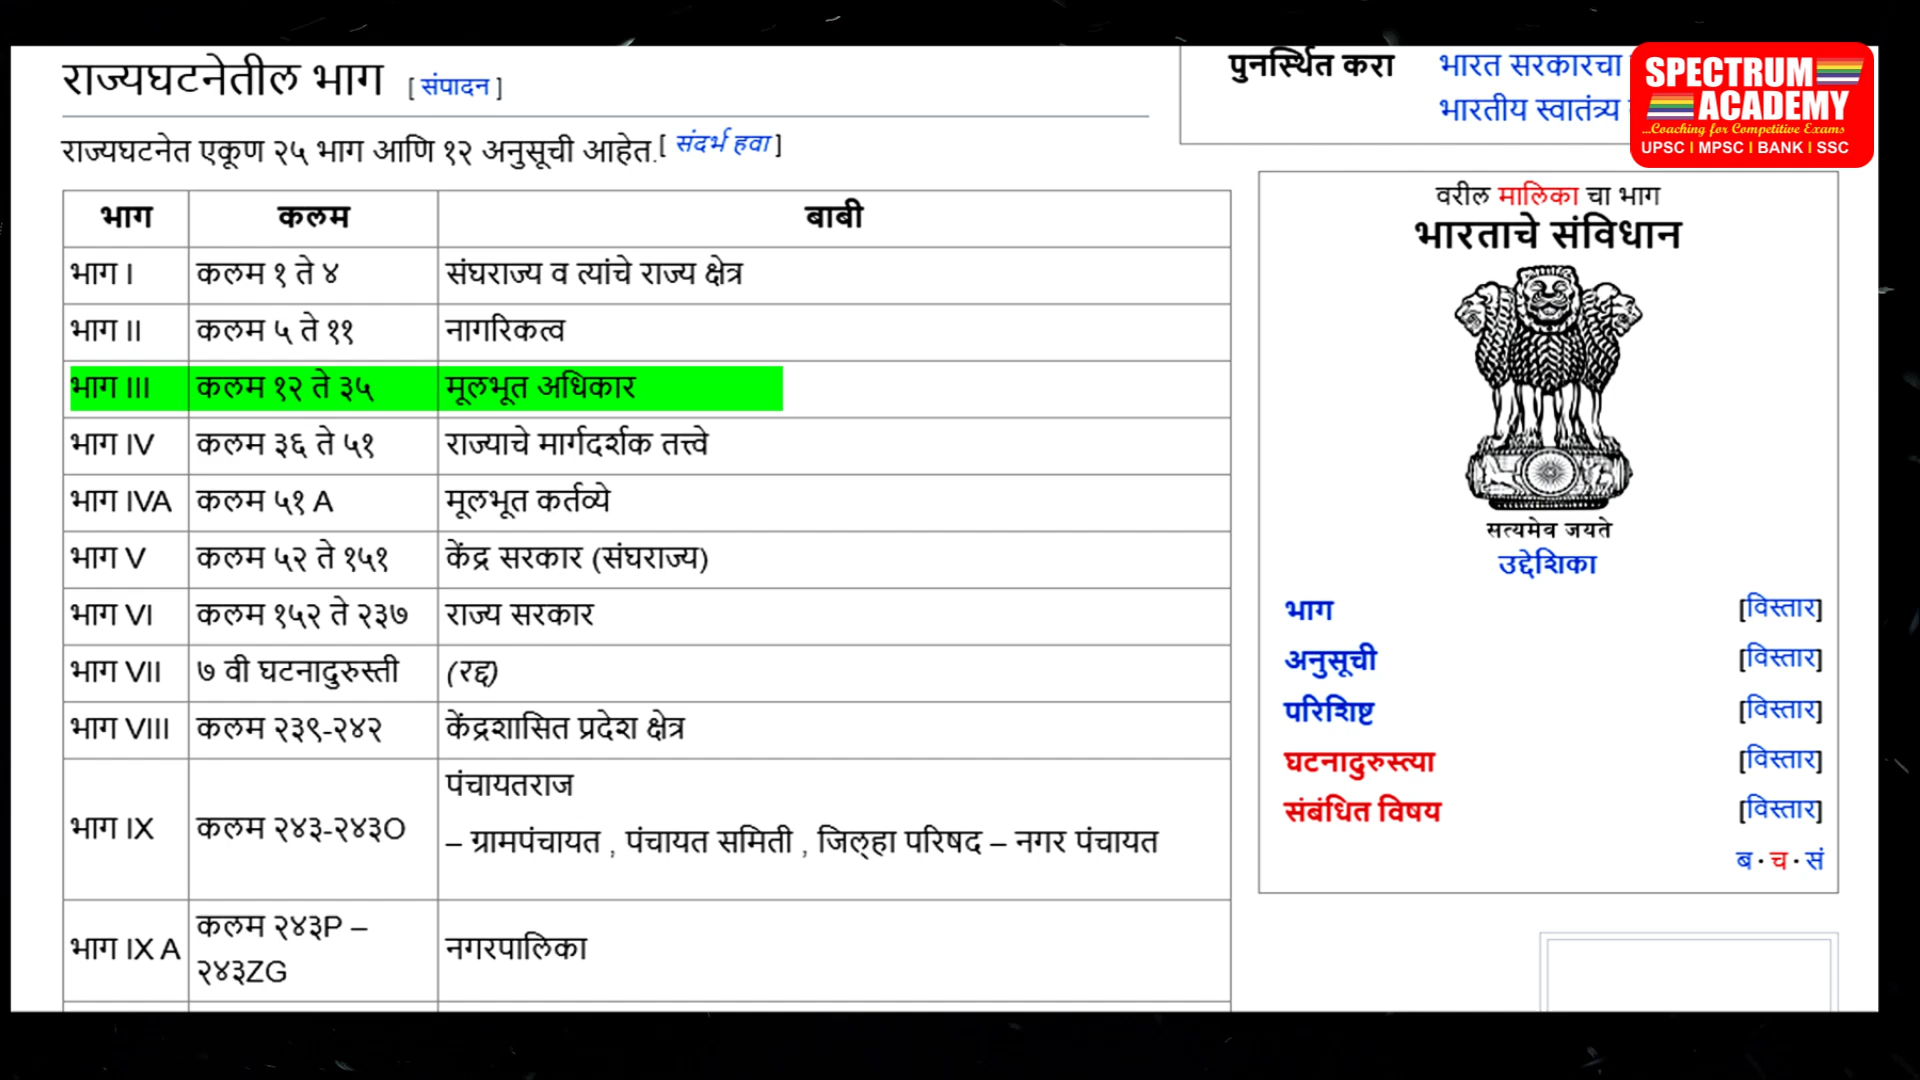 राज्यघटनेतील भाग [ संपादन ]
राज्यघटनेत एकूण २५ भाग आणि १२ अनुसूची आहेत.[ संदर्भ हवा ]
भाग कलम बाबी
भाग I कलम १ ते ४ संघराज्य व त्यांचे राज्य क्षेत्र
भाग II कलम ५ ते ११ नागरिकत्व
भाग III कलम १२ ते ३५ मूलभूत अधिकार
भाग IV कलम ३६ ते ५१ राज्याचे मार्गदर्शक तत्त्वे
भाग IVA कलम ५१ A मूलभूत कर्तव्ये
भाग V कलम ५२ ते १५१ केंद्र सरकार (संघराज्य)
भाग VI कलम १५२ ते २३७ राज्य सरकार
भाग VII ७ वी घटनादुरुस्ती (रद्द)
भाग VIII कलम २३९-२४२ केंद्रशासित प्रदेश क्षेत्र
भाग IX कलम २४३-२४३O पंचायतराज
– ग्रामपंचायत , पंचायत समिती , जिल्हा परिषद – नगर पंचायत
भाग IX A कलम २४३P –
२४३ZG नगरपालिका
पुनर्स्थित करा भारत सरकारचा
भारतीय स्वातंत्र्य
SPECTRUM
ACADEMY
...Coaching for Competitive Exams
UPSC I MPSC I BANK I SSC
वरील मालिका चा भाग
भारताचे संविधान
सत्यमेव जयते
उद्देशिका
भाग [विस्तार]
अनुसूची [विस्तार]
परिशिष्ट [विस्तार]
घटनादुरुस्त्या [विस्तार]
संबंधित विषय [विस्तार]
ब · च · सं